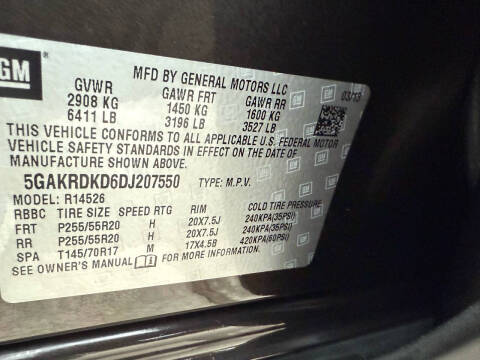 GM
MFD BY GENERAL MOTORS LLC
03/13
GVWR GAWR FRT GAWR RR
2908 KG 1450 KG 1600 KG
6411 LB 3196 LB 3527 LB
THIS VEHICLE CONFORMS TO ALL APPLICABLE U.S. FEDERAL MOTOR
VEHICLE SAFETY STANDARDS IN EFFECT ON THE DATE OF
MANUFACTURE SHOWN ABOVE.
5GAKRDKD6DJ207550 TYPE: M.P.V.
MODEL: R14526
RBBC TIRE SIZE SPEED RTG RIM COLD TIRE PRESSURE
FRT P255/55R20 H 20X7.5J 240KPA(35PSI)
RR P255/55R20 H 20X7.5J 240KPA(35PSI)
SPA T145/70R17 M 17X4.5B 420KPA(60PSI)
SEE OWNER'S MANUAL FOR MORE INFORMATION.